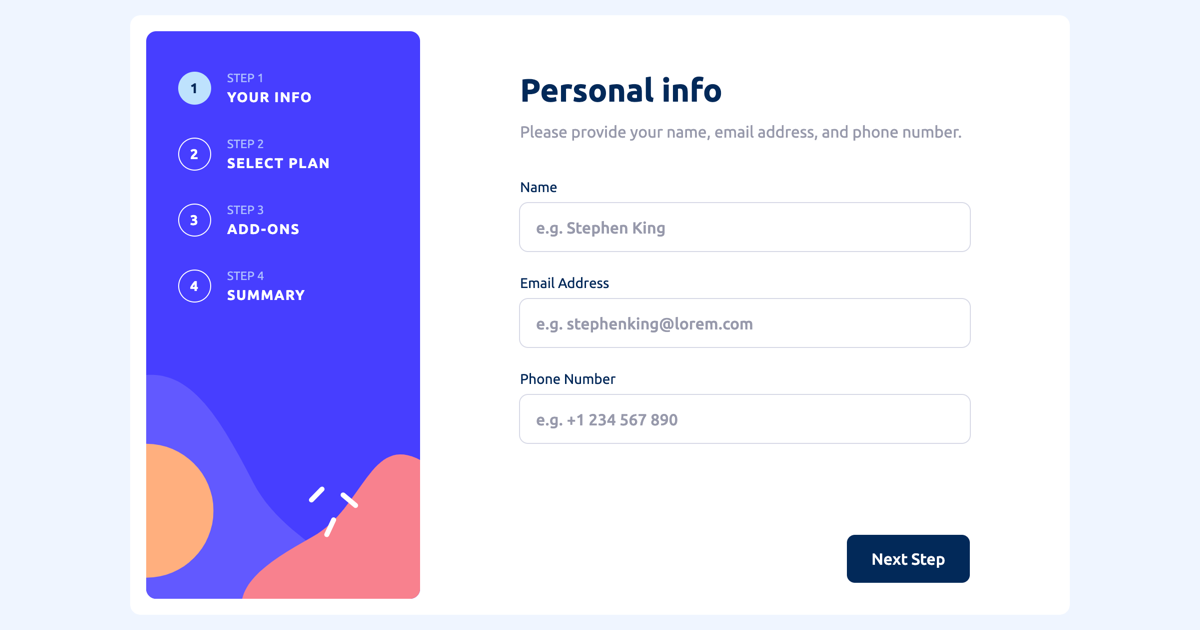 1
STEP 1
YOUR INFO
2
STEP 2
SELECT PLAN
3
STEP 3
ADD-ONS
4
STEP 4
SUMMARY
Personal info
Please provide your name, email address, and phone number.
Name
e.g. Stephen King
Email Address
e.g. stephenking@lorem.com
Phone Number
e.g. +1 234 567 890
Next Step